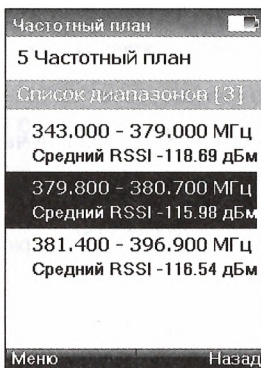 Частотный план
5 Частотный план
Список диапазонов [3]
343,000 - 379,000 МГц
Средний RSSI -118.69 дБм
379,800 - 380,700 МГц
Средний RSSI -115.98 дБм
381,400 - 396,900 МГц
Средний RSSI -116.54 дБм
Меню Назад